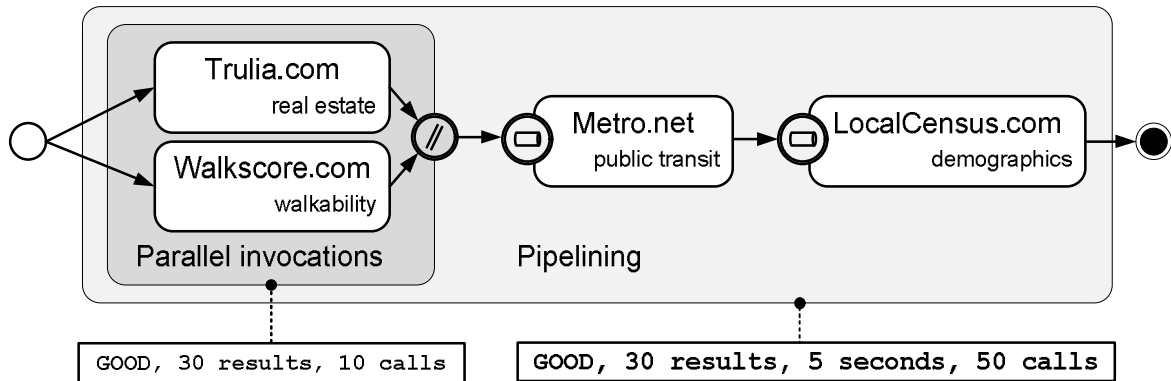 Trulia.com
real estate
Walkscore.com
walkability
Parallel invocations
Metro.net
public transit
LocalCensus.com
demographics
Pipelining
GOOD, 30 results, 10 calls
GOOD, 30 results, 5 seconds, 50 calls